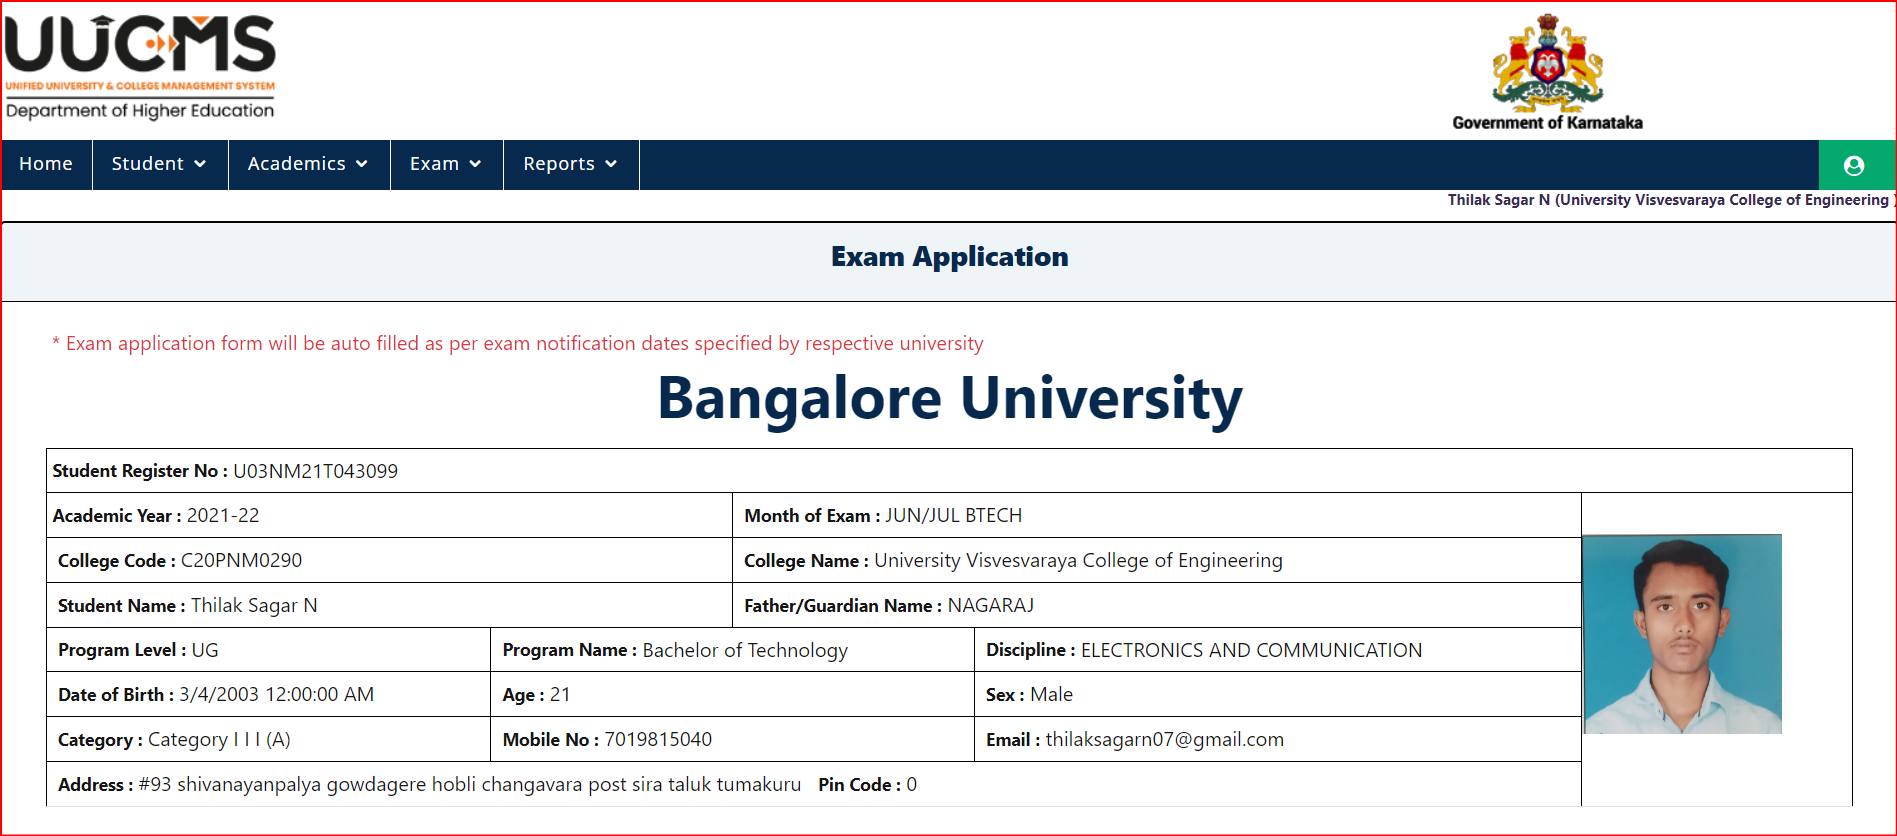 UUCMS
UNIFIED UNIVERSITY & COLLEGE MANAGEMENT SYSTEM
Department of Higher Education
Government of Karnataka
Home Student Academics Exam Reports
Thilak Sagar N (University Visvesvaraya College of Engineering )
Exam Application
* Exam application form will be auto filled as per exam notification dates specified by respective university
Bangalore University
Student Register No : U03NM21T043099
Academic Year : 2021-22 Month of Exam : JUN/JUL BTECH
College Code : C20PNM0290 College Name : University Visvesvaraya College of Engineering
Student Name : Thilak Sagar N Father/Guardian Name : NAGARAJ
Program Level : UG Program Name : Bachelor of Technology Discipline : ELECTRONICS AND COMMUNICATION
Date of Birth : 3/4/2003 12:00:00 AM Age : 21 Sex : Male
Category : Category I I I (A) Mobile No : 7019815040 Email : thilaksagarn07@gmail.com
Address : #93 shivanayanpalya gowdagere hobli changavara post sira taluk tumakuru Pin Code : 0